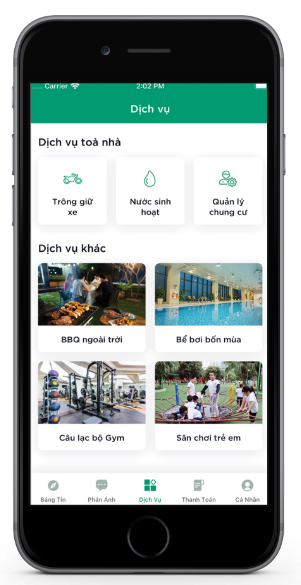 Carrier 2:02 PM
Dịch vụ
Dịch vụ toà nhà
Trông giữ xe
Nước sinh hoạt
Quản lý chung cư
Dịch vụ khác
BBQ ngoài trời
Bể bơi bốn mùa
Câu lạc bộ Gym
Sân chơi trẻ em
Bảng Tin Phản Ánh Dịch Vụ Thanh Toán Cá Nhân